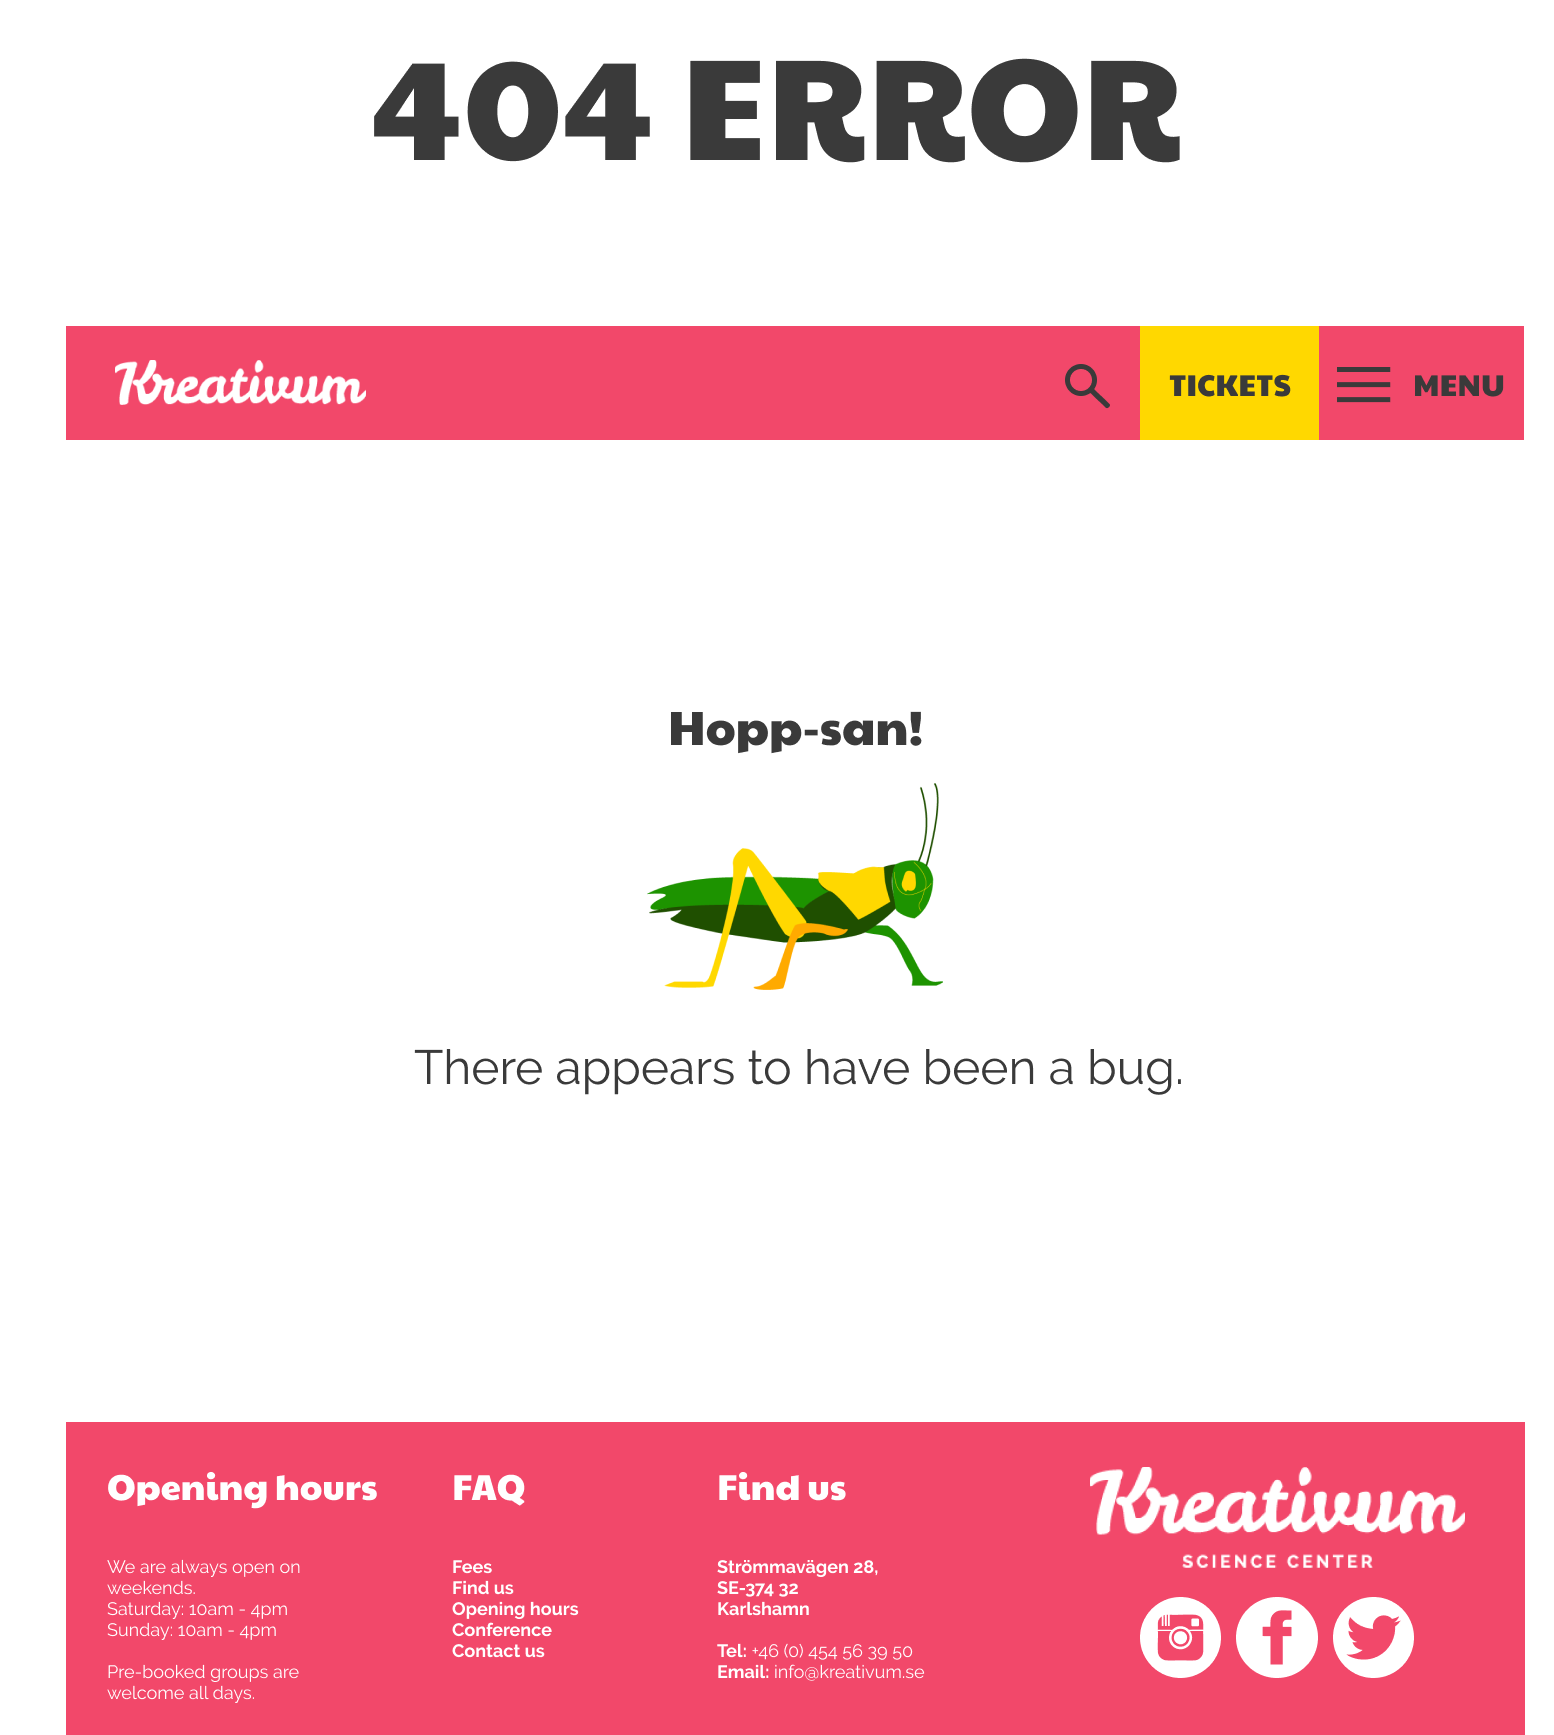 404 ERROR
Kreativum
TICKETS
MENU
Hopp-san!
There appears to have been a bug.
Opening hours
We are always open on
weekends.
Saturday: 10am - 4pm
Sunday: 10am - 4pm
Pre-booked groups are
welcome all days.
FAQ
Fees
Find us
Opening hours
Conference
Contact us
Find us
Strömmavägen 28,
SE-374 32
Karlshamn
Tel: +46 (0) 454 56 39 50
Email: info@kreativum.se
Kreativum
SCIENCE CENTER